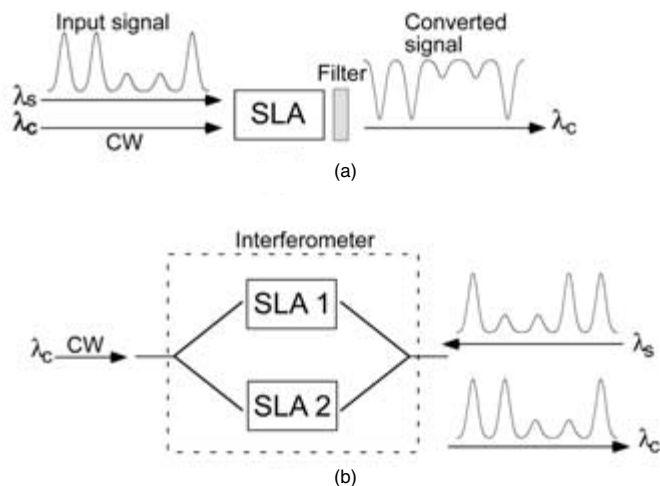 Input signal
Converted
signal
Filter
λs
λc
CW
SLA
λc
(a)
Interferometer
SLA 1
λc CW
λs
SLA 2
λc
(b)